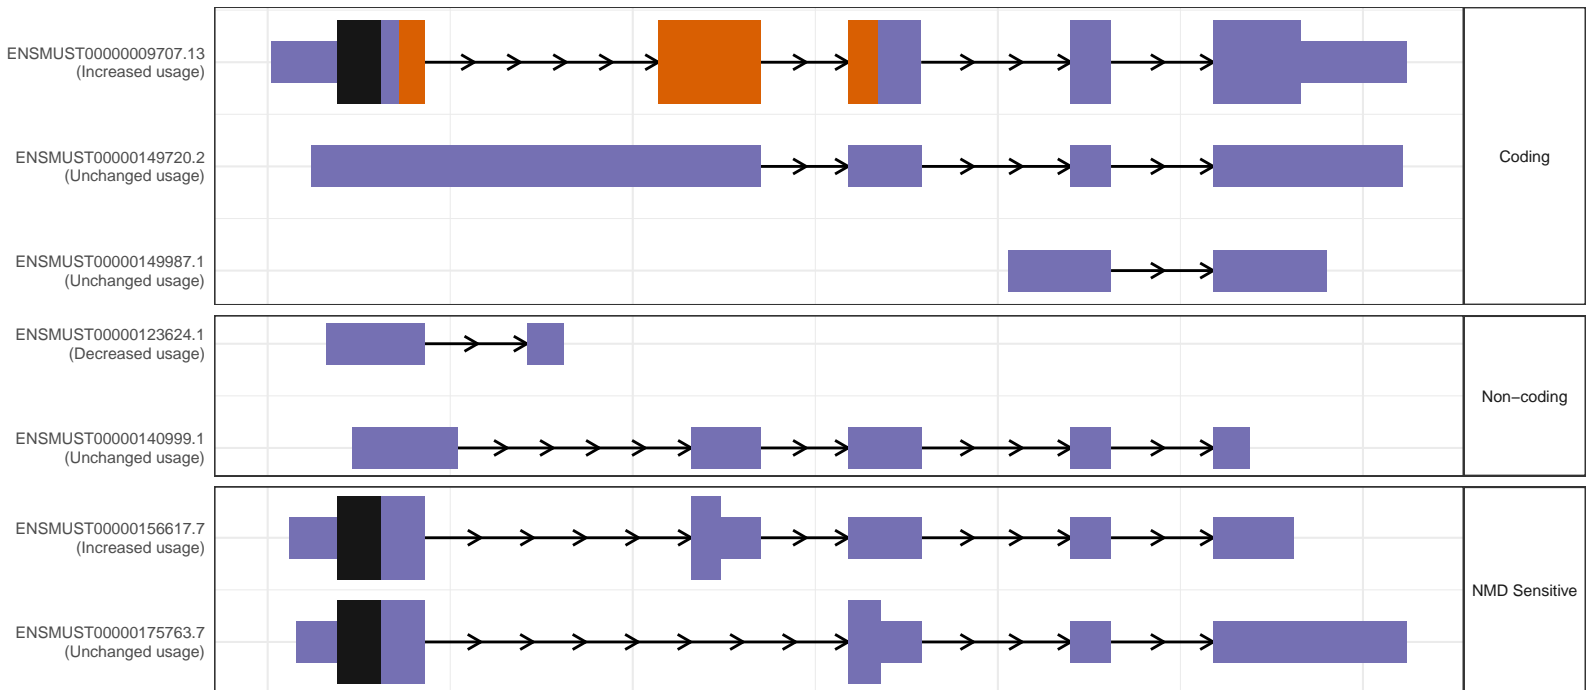 ENSMUST00000009707.13
(Increased usage)
ENSMUST00000149720.2
(Unchanged usage)
Coding
ENSMUST00000149987.1
(Unchanged usage)
ENSMUST00000123624.1
(Decreased usage)
Non−coding
ENSMUST00000140999.1
(Unchanged usage)
ENSMUST00000156617.7
(Increased usage)
NMD Sensitive
ENSMUST00000175763.7
(Unchanged usage)